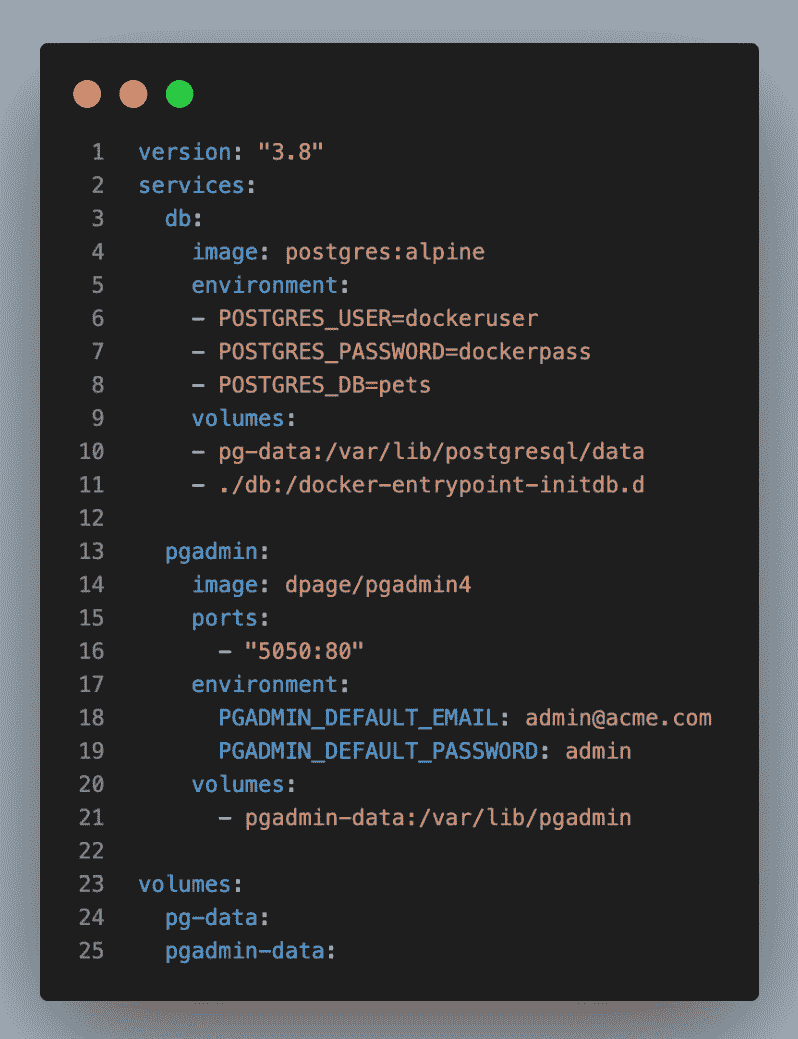 1 version: "3.8"
2 services:
3   db:
4     image: postgres:alpine
5     environment:
6     - POSTGRES_USER=dockeruser
7     - POSTGRES_PASSWORD=dockerpass
8     - POSTGRES_DB=pets
9     volumes:
10     - pg-data:/var/lib/postgresql/data
11     - ./db:/docker-entrypoint-initdb.d
12
13   pgadmin:
14     image: dpage/pgadmin4
15     ports:
16       - "5050:80"
17     environment:
18       PGADMIN_DEFAULT_EMAIL: admin@acme.com
19       PGADMIN_DEFAULT_PASSWORD: admin
20     volumes:
21       - pgadmin-data:/var/lib/pgadmin
22
23 volumes:
24   pg-data:
25   pgadmin-data: